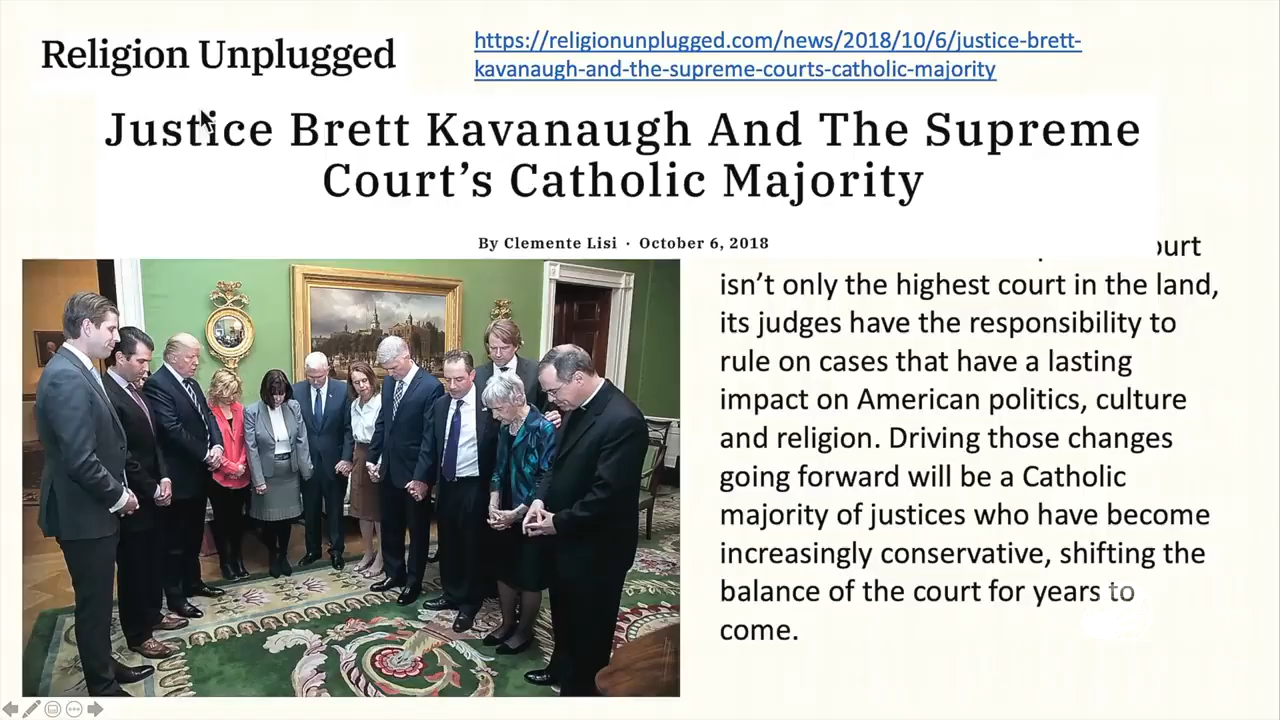 Religion Unplugged
https://religionunplugged.com/news/2018/10/6/justice-brett-
kavanaugh-and-the-supreme-courts-catholic-majority
Justice Brett Kavanaugh And The Supreme
Court’s Catholic Majority
By Clemente Lisi · October 6, 2018
isn’t only the highest court in the land,
its judges have the responsibility to
rule on cases that have a lasting
impact on American politics, culture
and religion. Driving those changes
going forward will be a Catholic
majority of justices who have become
increasingly conservative, shifting the
balance of the court for years to
come.